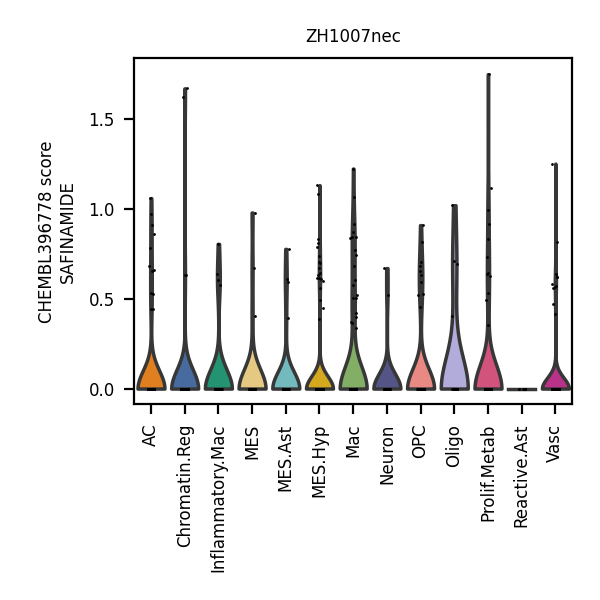 ZH1007nec
CHEMBL396778 score
SAFINAMIDE
1.5
1.0
0.5
0.0
AC
Chromatin.Reg
Inflammatory.Mac
MES
MES.Ast
MES.Hyp
Mac
Neuron
OPC
Oligo
Prolif.Metab
Reactive.Ast
Vasc